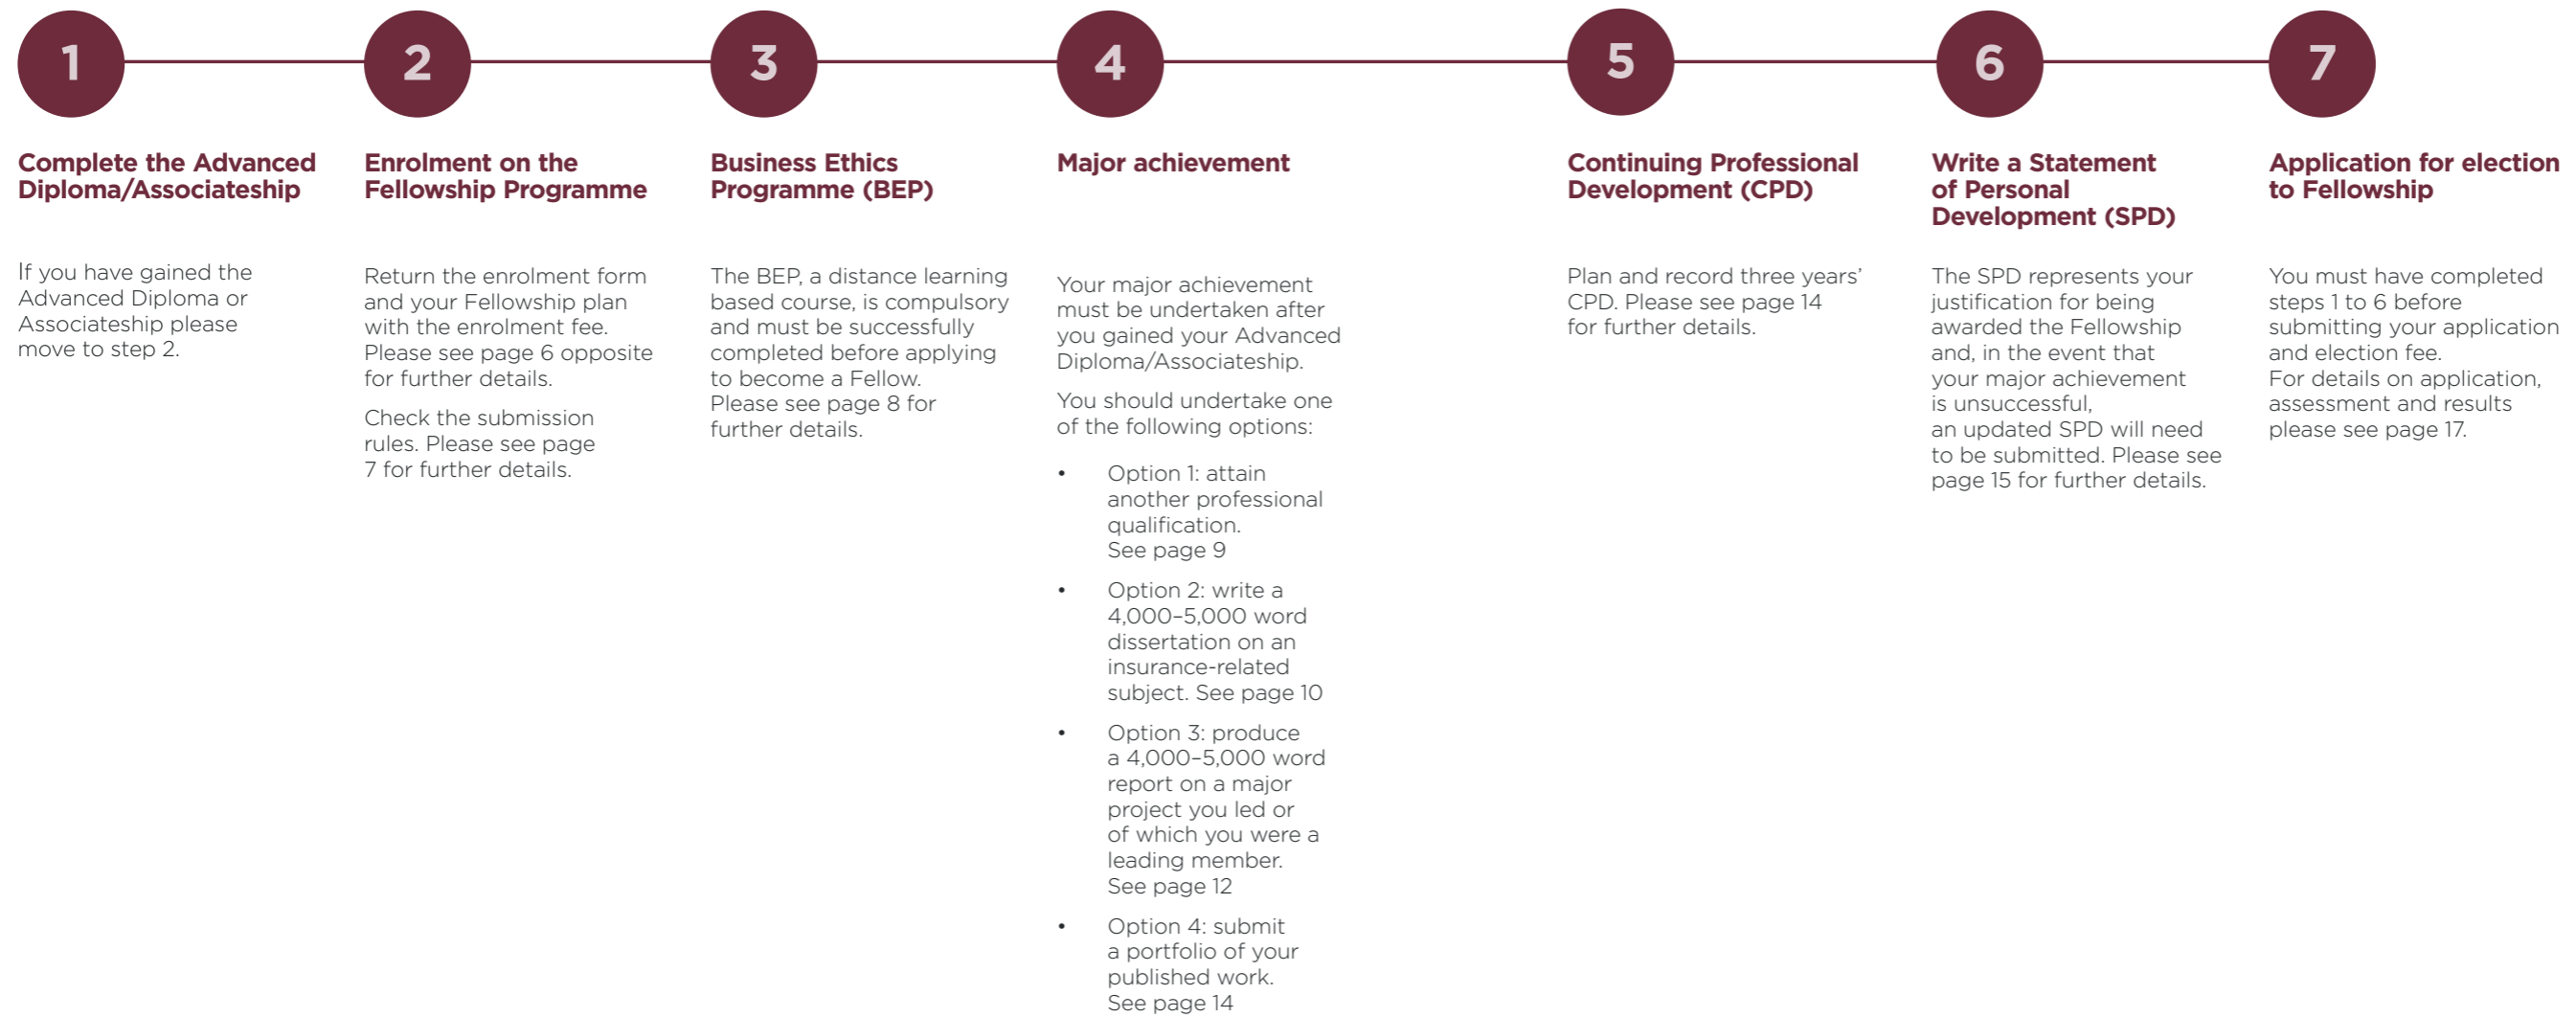 1
2
3
4
5
6
7
Complete the Advanced
Diploma/Associateship
If you have gained the
Advanced Diploma or
Associateship please
move to step 2.
Enrolment on the
Fellowship Programme
Return the enrolment form
and your Fellowship plan
with the enrolment fee.
Please see page 6 opposite
for further details.
Check the submission
rules. Please see page
7 for further details.
Business Ethics
Programme (BEP)
The BEP, a distance learning
based course, is compulsory
and must be successfully
completed before applying
to become a Fellow.
Please see page 8 for
further details.
Major achievement
Your major achievement
must be undertaken after
you gained your Advanced
Diploma/Associateship.
You should undertake one
of the following options:
• Option 1: attain
another professional
qualification.
See page 9
• Option 2: write a
4,000–5,000 word
dissertation on an
insurance-related
subject. See page 10
• Option 3: produce
a 4,000–5,000 word
report on a major
project you led or
of which you were a
leading member.
See page 12
• Option 4: submit
a portfolio of your
published work.
See page 14
Continuing Professional
Development (CPD)
Plan and record three years’
CPD. Please see page 14
for further details.
Write a Statement
of Personal
Development (SPD)
The SPD represents your
justification for being
awarded the Fellowship
and, in the event that
your major achievement
is unsuccessful,
an updated SPD will need
to be submitted. Please see
page 15 for further details.
Application for election
to Fellowship
You must have completed
steps 1 to 6 before
submitting your application
and election fee.
For details on application,
assessment and results
please see page 17.